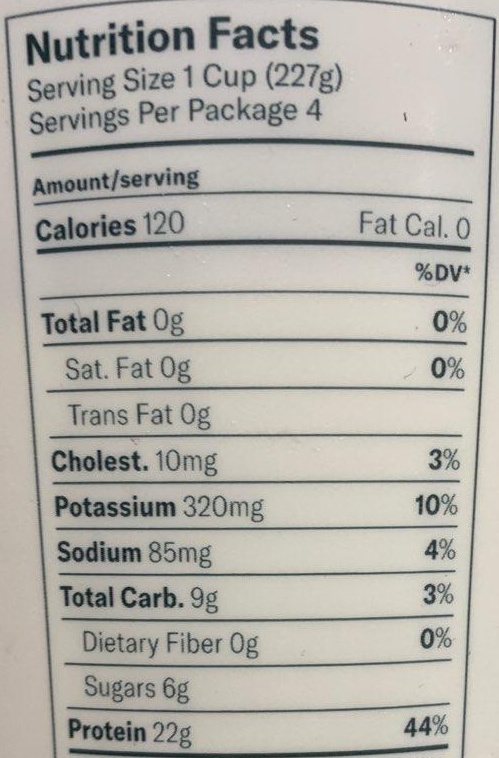 Nutrition Facts
Serving Size 1 Cup (227g)
Servings Per Package 4
Amount/serving
Calories 120 Fat Cal. 0
%DV*
Total Fat 0g 0%
Sat. Fat 0g 0%
Trans Fat 0g
Cholest. 10mg 3%
Potassium 320mg 10%
Sodium 85mg 4%
Total Carb. 9g 3%
Dietary Fiber 0g 0%
Sugars 6g
Protein 22g 44%